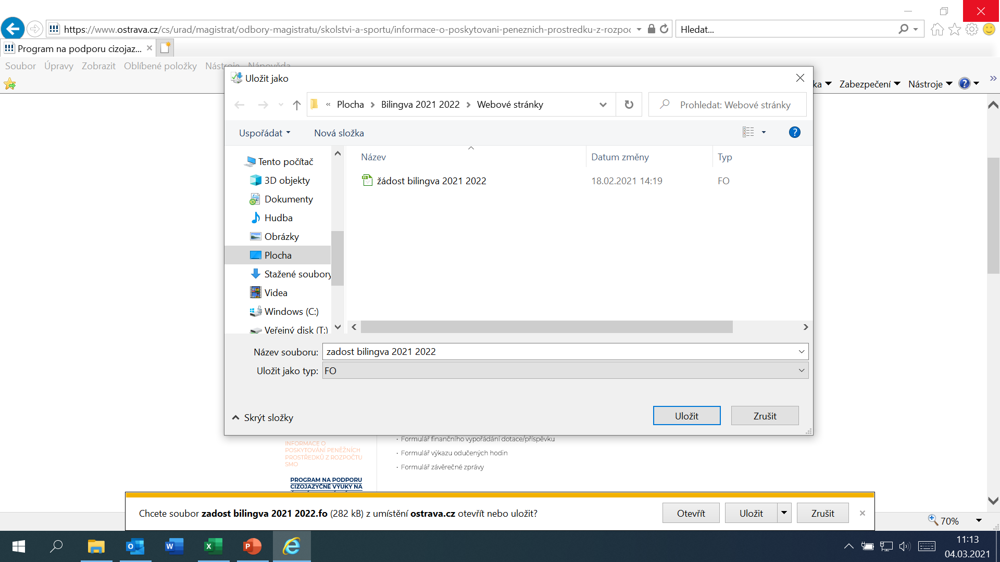 https://www.ostrava.cz/cs/urad/magistrat/odbory-magistratu/skolstvi-a-sportu/informace-o-poskytovani-peneznich-prostredku-z-rozpoc
Hledat...
Program na podporu cizojaz...
Soubor Úpravy Zobrazit Oblíbené položky Nástroje Nápověda
Uložit jako
ka Zabezpečení Nástroje
« Plocha > Bilingva 2021 2022 > Webové stránky
Prohledat: Webové stránky
Uspořádat Nová složka
Název Datum změny Typ
žádost bilingva 2021 2022 18.02.2021 14:19 FO
Tento počítač
3D objekty
Dokumenty
Hudba
Obrázky
Plocha
Stažené soubory
Videa
Windows (C:)
Veřejný disk (T:)
Název souboru: zadost bilingva 2021 2022
Uložit jako typ: FO
Skrýt složky
Uložit Zrušit
· Formulář finančního vypořádání dotace/příspěvku
· Formulář výkazu odučených hodin
· Formulář závěrečné zprávy
INFORMACE O
POSKYTOVÁNÍ PENĚŽNÍCH
PROSTŘEDKŮ Z ROZPOČTU
SMO
PROGRAM NA PODPORU
CIZOJAZYČNÉ VÝUKY NA
Chcete soubor zadost bilingva 2021 2022.fo (282 kB) z umístění ostrava.cz otevřít nebo uložit?
Otevřít Uložit Zrušit
70%
11:13
04.03.2021